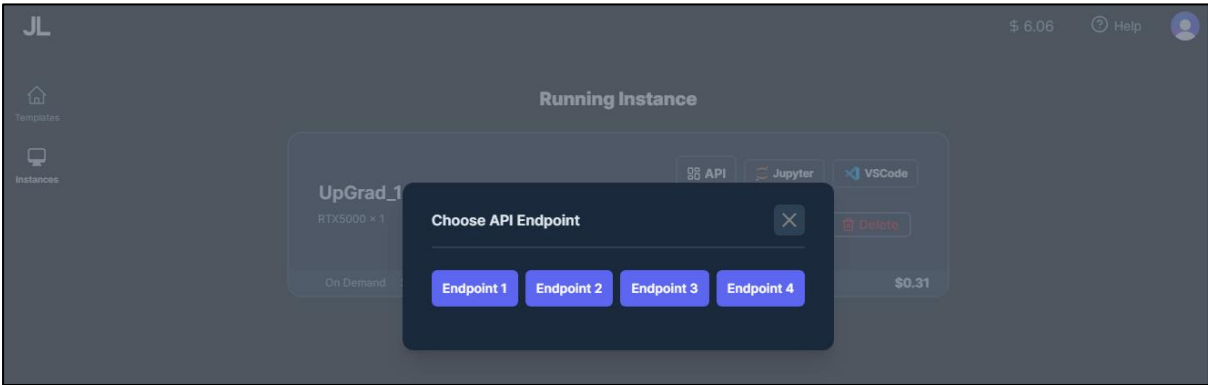 JL
$ 6.06
Help
Templates
Instances
Running Instance
UpGrad_1
RTX5000 × 1
API
Jupyter
VSCode
Delete
On Demand
$0.31
Choose API Endpoint
Endpoint 1
Endpoint 2
Endpoint 3
Endpoint 4